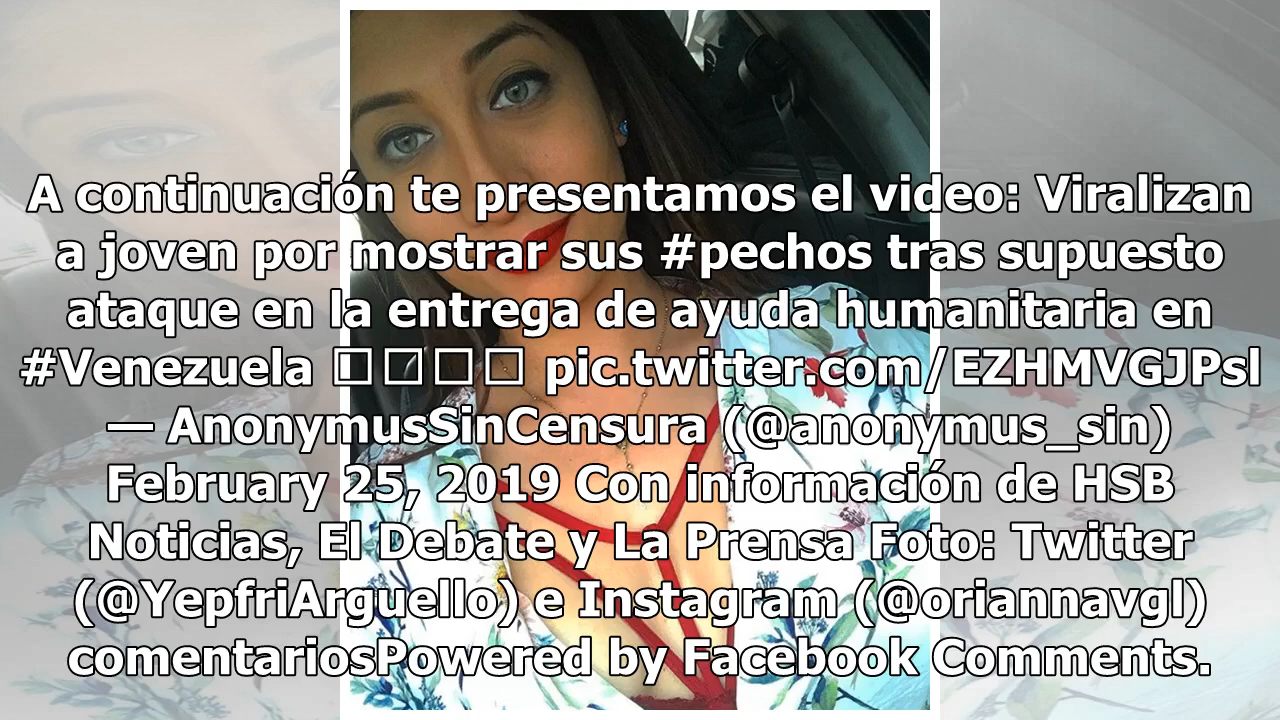 A continuación te presentamos el video: Viralizan
a joven por mostrar sus #pechos tras supuesto
ataque en la entrega de ayuda humanitaria en
#Venezuela □□□□ pic.twitter.com/EZHMVGJPsl
— AnonymusSinCensura (@anonymus_sin)
February 25, 2019 Con información de HSB
Noticias, El Debate y La Prensa Foto: Twitter
(@YepfriArguello) e Instagram (@oriannavgl)
comentariosPowered by Facebook Comments.